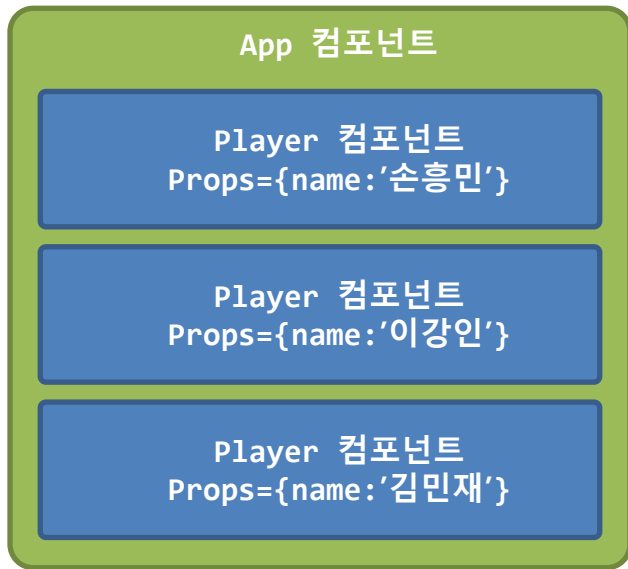 App 컴포넌트
Player 컴포넌트
Props={name:’손흥민’}
Player 컴포넌트
Props={name:’이강인’}
Player 컴포넌트
Props={name:’김민재’}